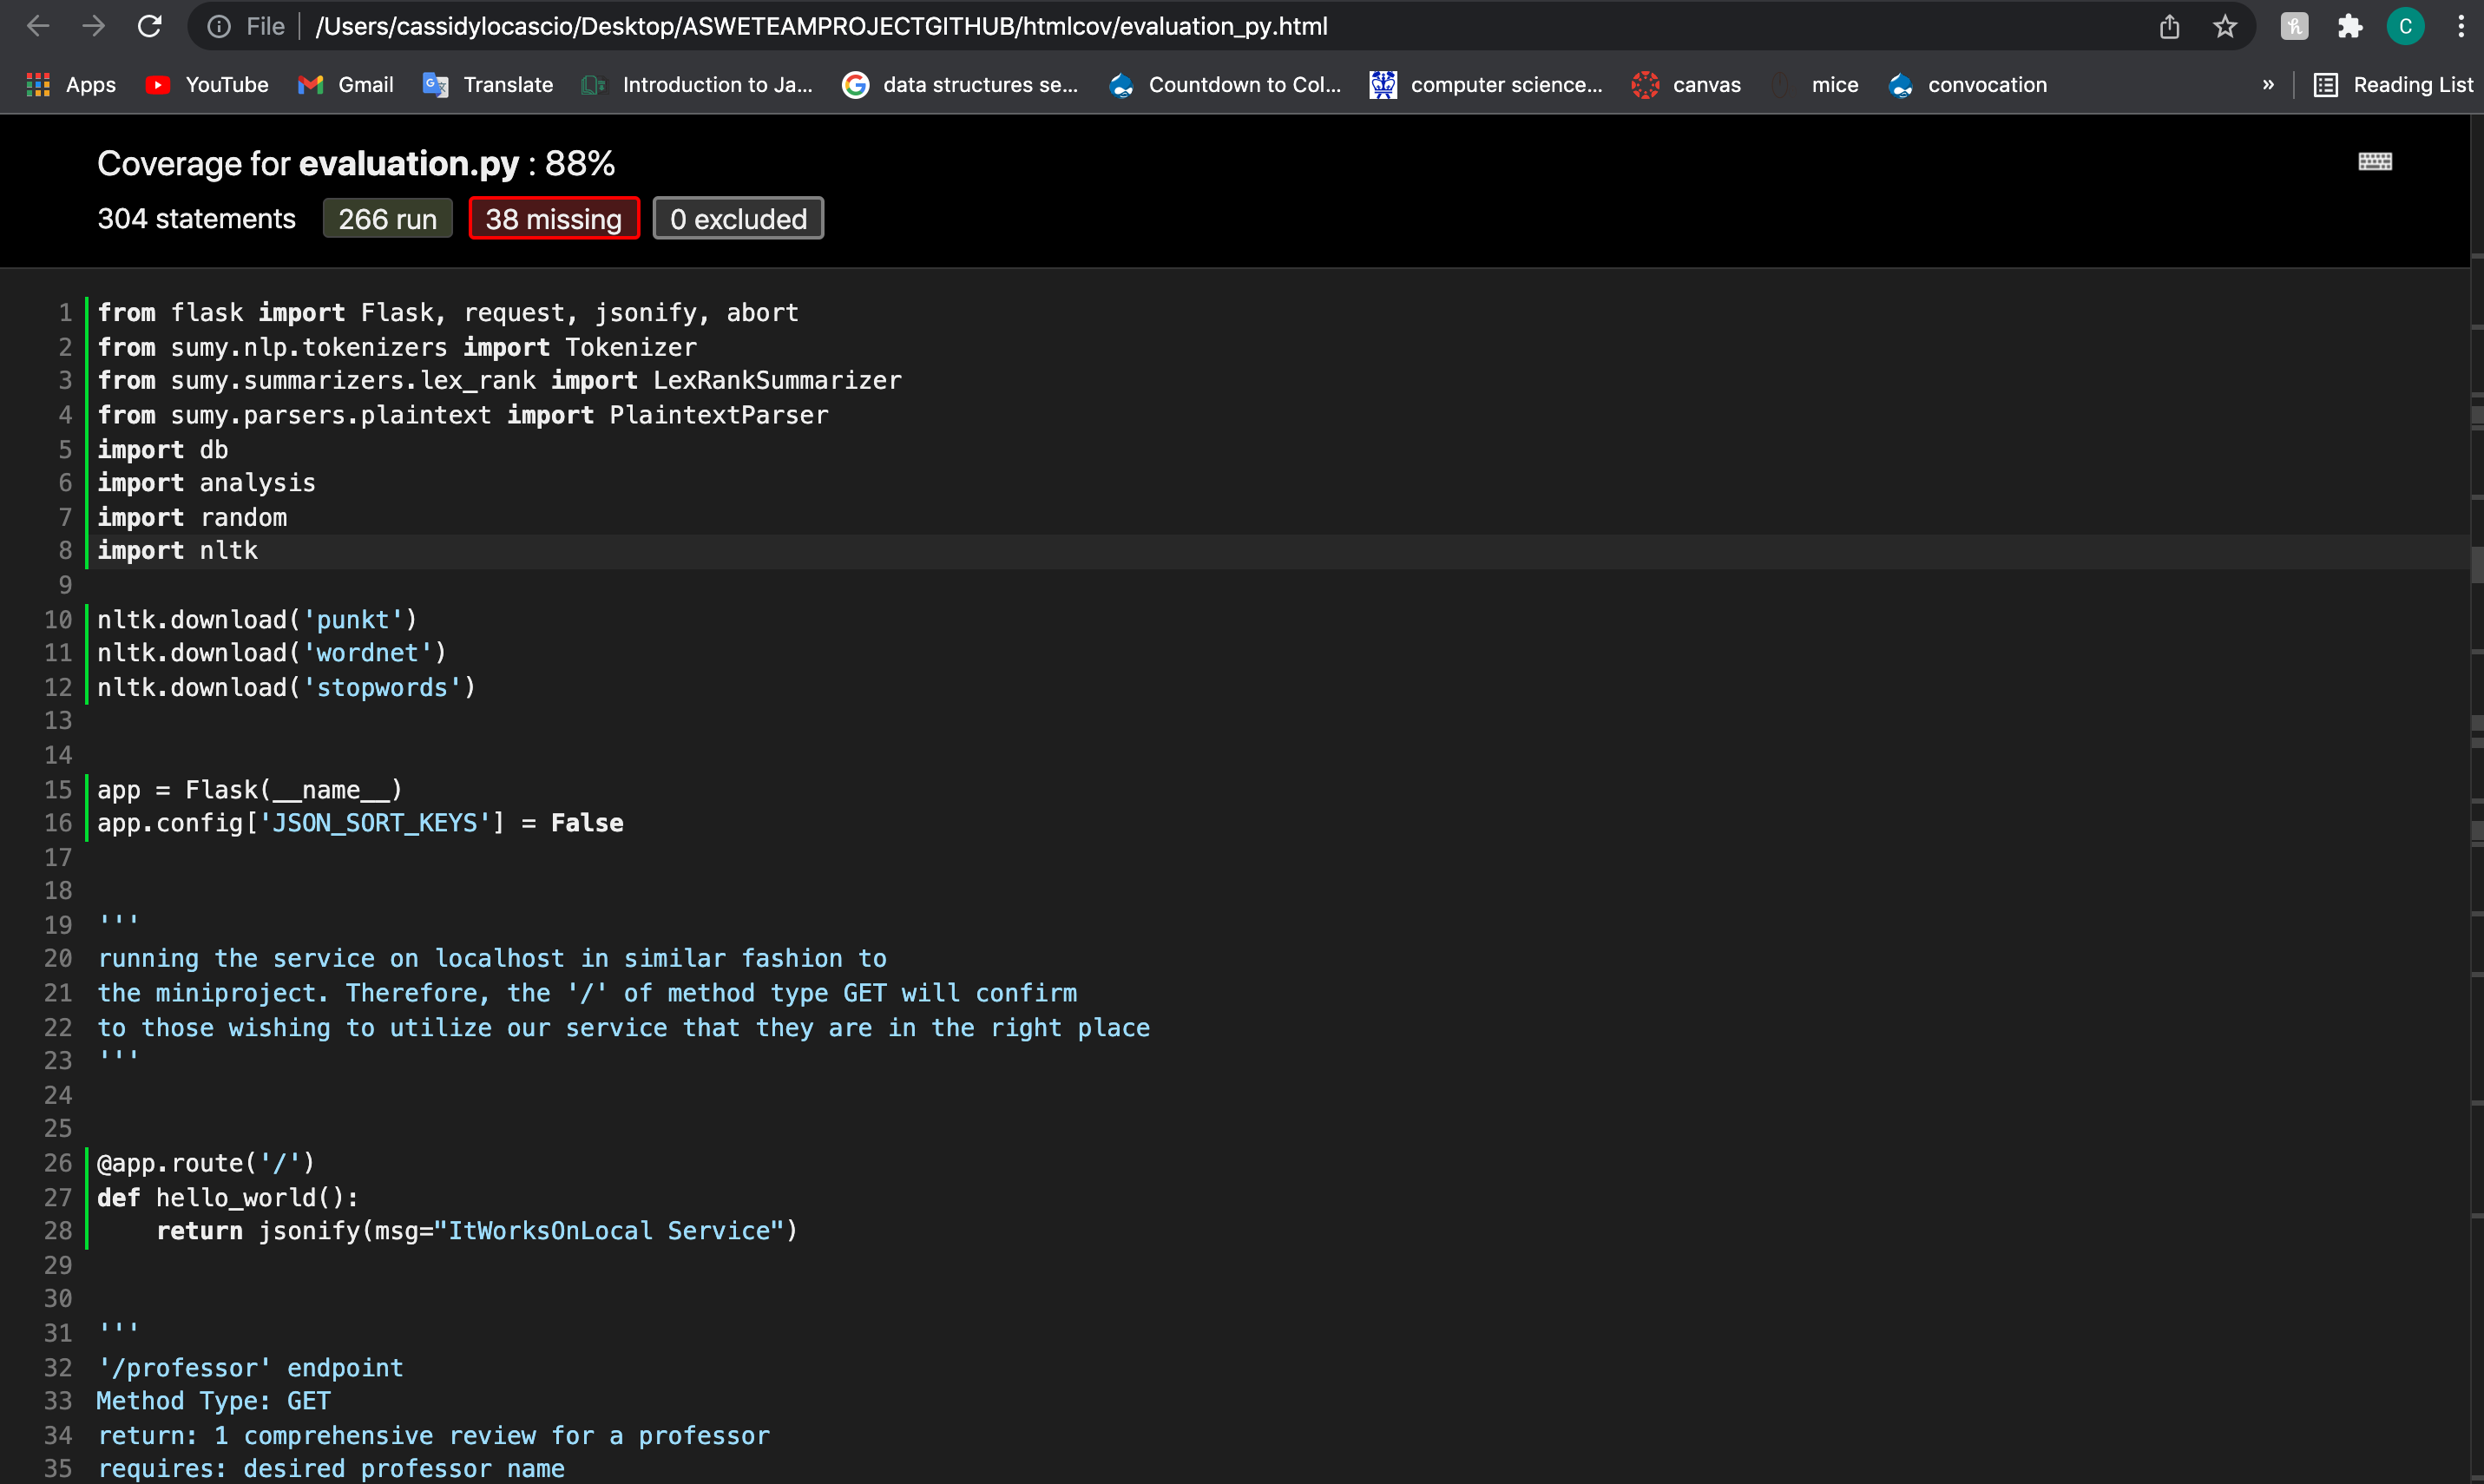 File /Users/cassidylocascio/Desktop/ASWETEAMPROJECTGITHUB/htmlcov/evaluation_py.html
C
Apps YouTube Gmail Translate Introduction to Ja... data structures se... Countdown to Col... computer science... canvas mice convocation » Reading List
Coverage for evaluation.py : 88%
304 statements 266 run 38 missing 0 excluded
1 from flask import Flask, request, jsonify, abort
2 from sumy.nlp.tokenizers import Tokenizer
3 from sumy.summarizers.lex_rank import LexRankSummarizer
4 from sumy.parsers.plaintext import PlaintextParser
5 import db
6 import analysis
7 import random
8 import nltk
9
10 nltk.download('punkt')
11 nltk.download('wordnet')
12 nltk.download('stopwords')
13
14
15 app = Flask(__name__)
16 app.config['JSON_SORT_KEYS'] = False
17
18
19 '''
20 running the service on localhost in similar fashion to
21 the miniproject. Therefore, the '/' of method type GET will confirm
22 to those wishing to utilize our service that they are in the right place
23 '''
24
25
26 @app.route('/')
27 def hello_world():
28 return jsonify(msg="ItWorksOnLocal Service")
29
30
31 '''
32 '/professor' endpoint
33 Method Type: GET
34 return: 1 comprehensive review for a professor
35 requires: desired professor name